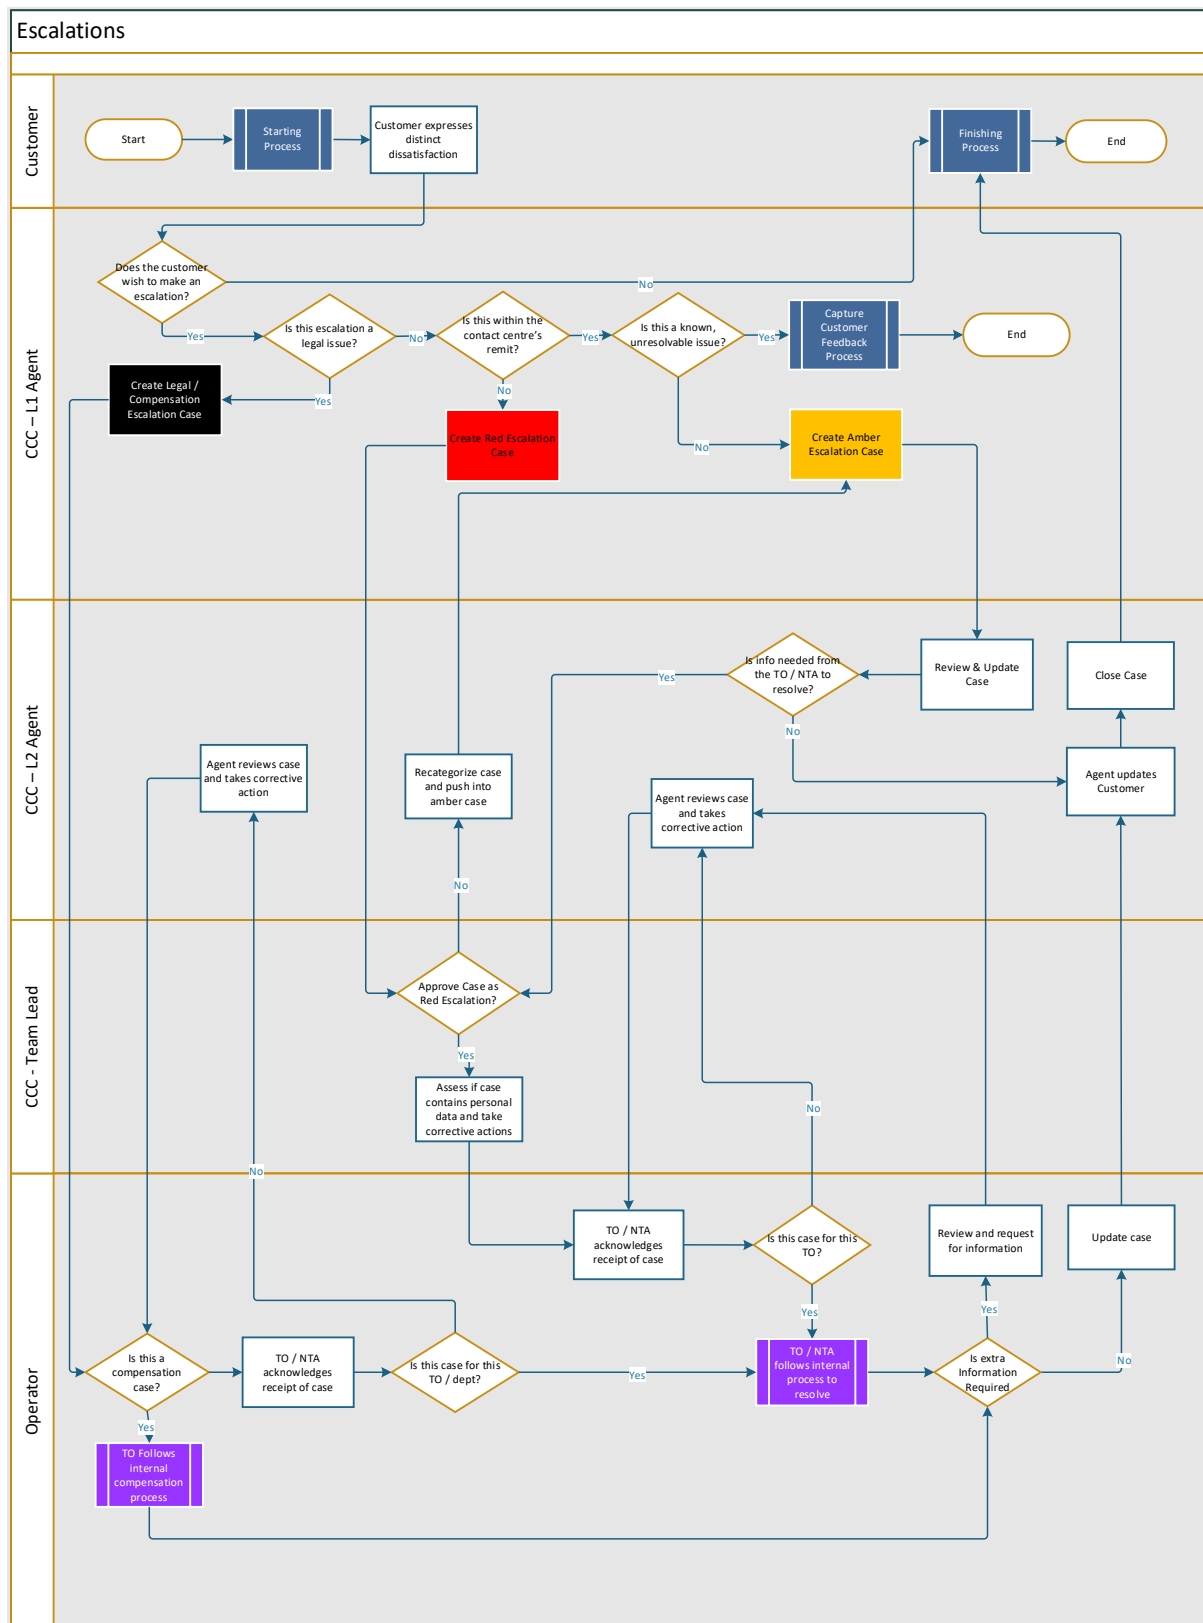 Escalations
Customer
Start
Starting
Process
Customer expresses
distinct
dissatisfaction
Finishing
Process
End
CCC – L1 Agent
Does the customer
wish to make an
escalation?
No
Yes
Is this escalation a
legal issue?
No
Is this within the
contact centre's
remit?
Yes
Is this a known,
unresolvable issue?
Yes
Capture
Customer
Feedback
Process
End
Create Legal /
Compensation
Escalation Case
Yes
No
Create Red Escalation
Case
No
Create Amber
Escalation Case
CCC – L2 Agent
Is info needed from
the TO / NTA to
resolve?
Yes
No
Review & Update
Case
Close Case
Agent reviews case
and takes corrective
action
Recategorize case
and push into
amber case
Agent reviews case
and takes
corrective action
Agent updates
Customer
No
CCC - Team Lead
Approve Case as
Red Escalation?
Yes
Assess if case
contains personal
data and take
corrective actions
No
No
Operator
TO / NTA
acknowledges
receipt of case
Is this case for this
TO?
Review and request
for information
Update case
Yes
Yes
No
Is this a
compensation
case?
TO / NTA
acknowledges
receipt of case
Is this case for this
TO / dept?
Yes
TO / NTA
follows internal
process to
resolve
Is extra
Information
Required
Yes
TO Follows
internal
compensation
process